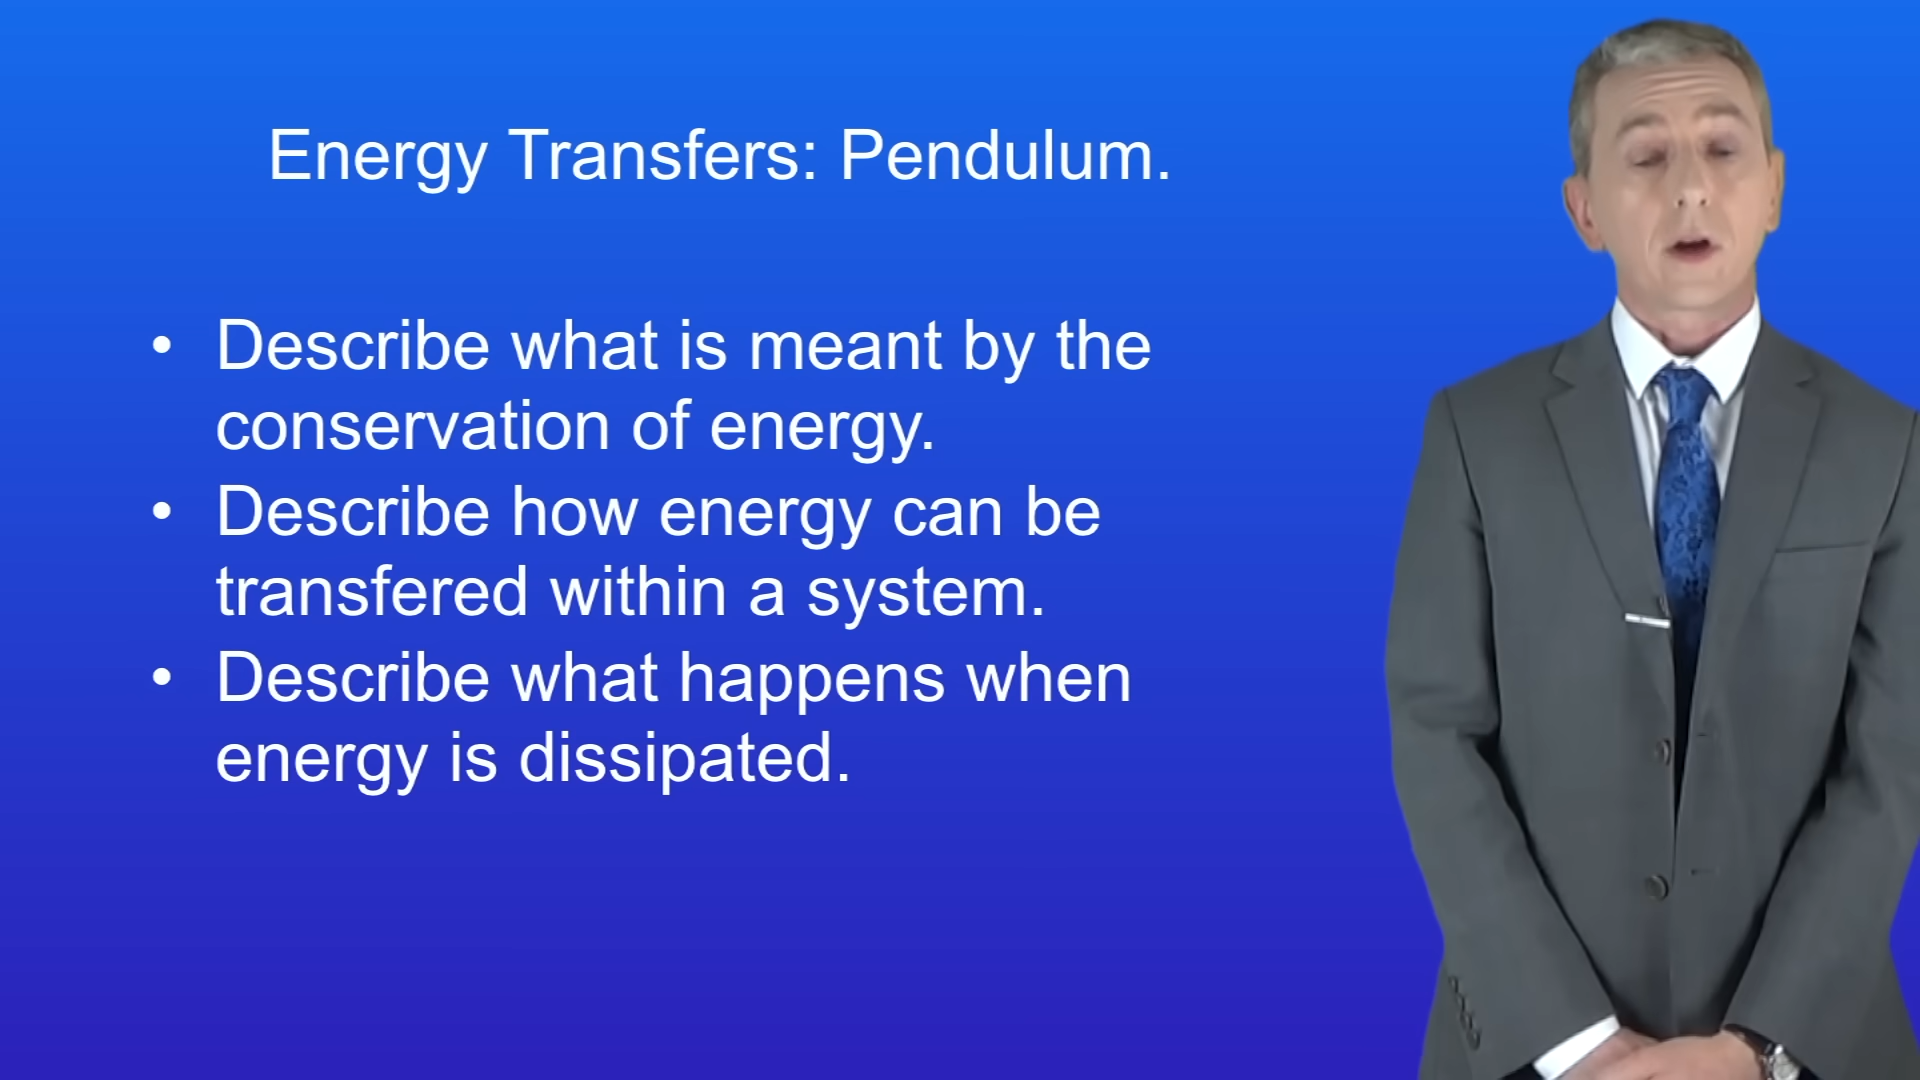 Energy Transfers: Pendulum.
• Describe what is meant by the
conservation of energy.
• Describe how energy can be
transfered within a system.
• Describe what happens when
energy is dissipated.